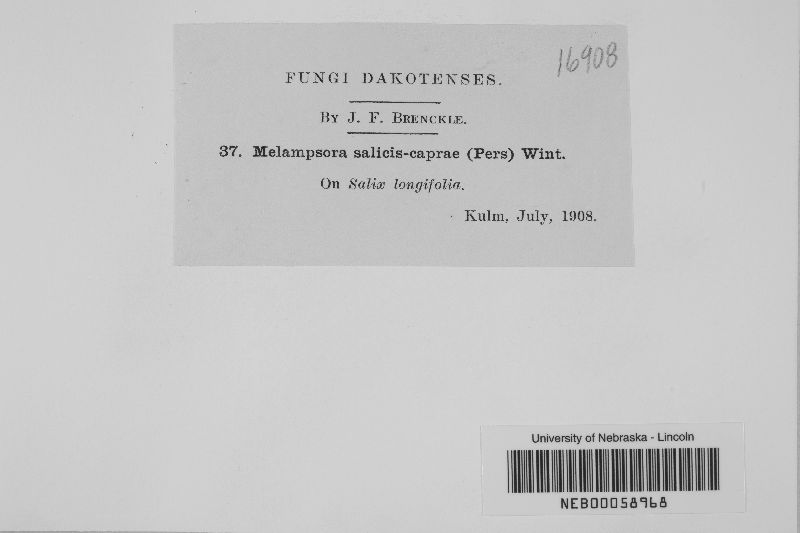 16908
FUNGI DAKOTENSES.
BY J. F. BRENCKLE.
37. Melampsora salicis-caprae (Pers) Wint.
On Salix longifolia.
Kulm, July, 1908.
University of Nebraska - Lincoln
NEB00058968